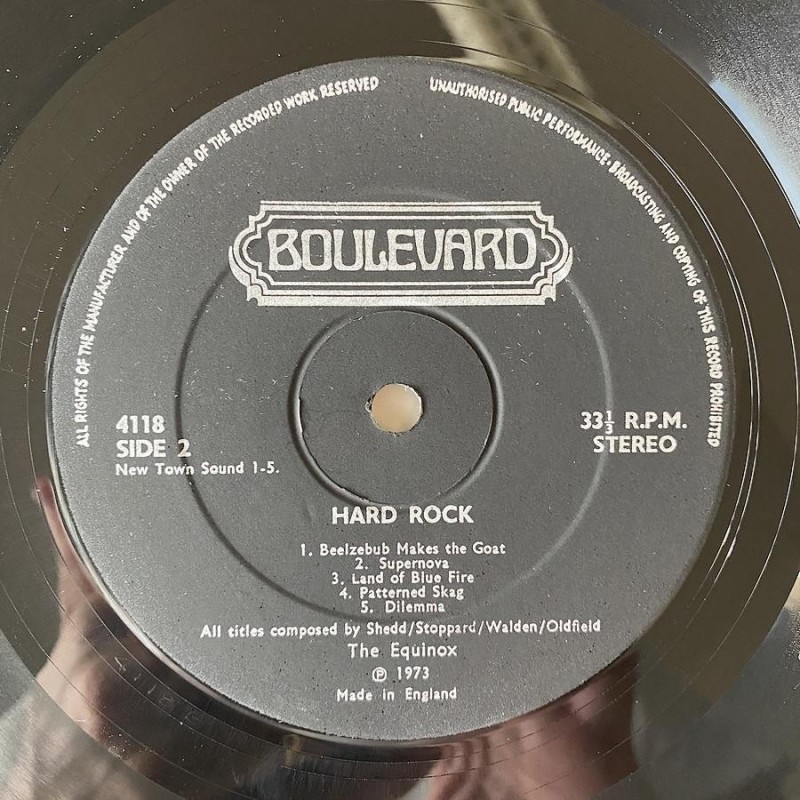 ALL RIGHTS OF THE MANUFACTURER AND OF THE OWNER OF THE RECORDED WORK RESERVED
UNAUTHORISED PUBLIC PERFORMANCE · BROADCASTING AND COPYING OF THIS RECORD PROHIBITED
BOULEVARD
4118
SIDE 2
New Town Sound 1-5.
33⅓ R.P.M.
STEREO
HARD ROCK
1. Beelzebub Makes the Goat
2. Supernova
3. Land of Blue Fire
4. Patterned Skag
5. Dilemma
All titles composed by Shedd/Stoppard/Walden/Oldfield
The Equinox
℗ 1973
Made in England